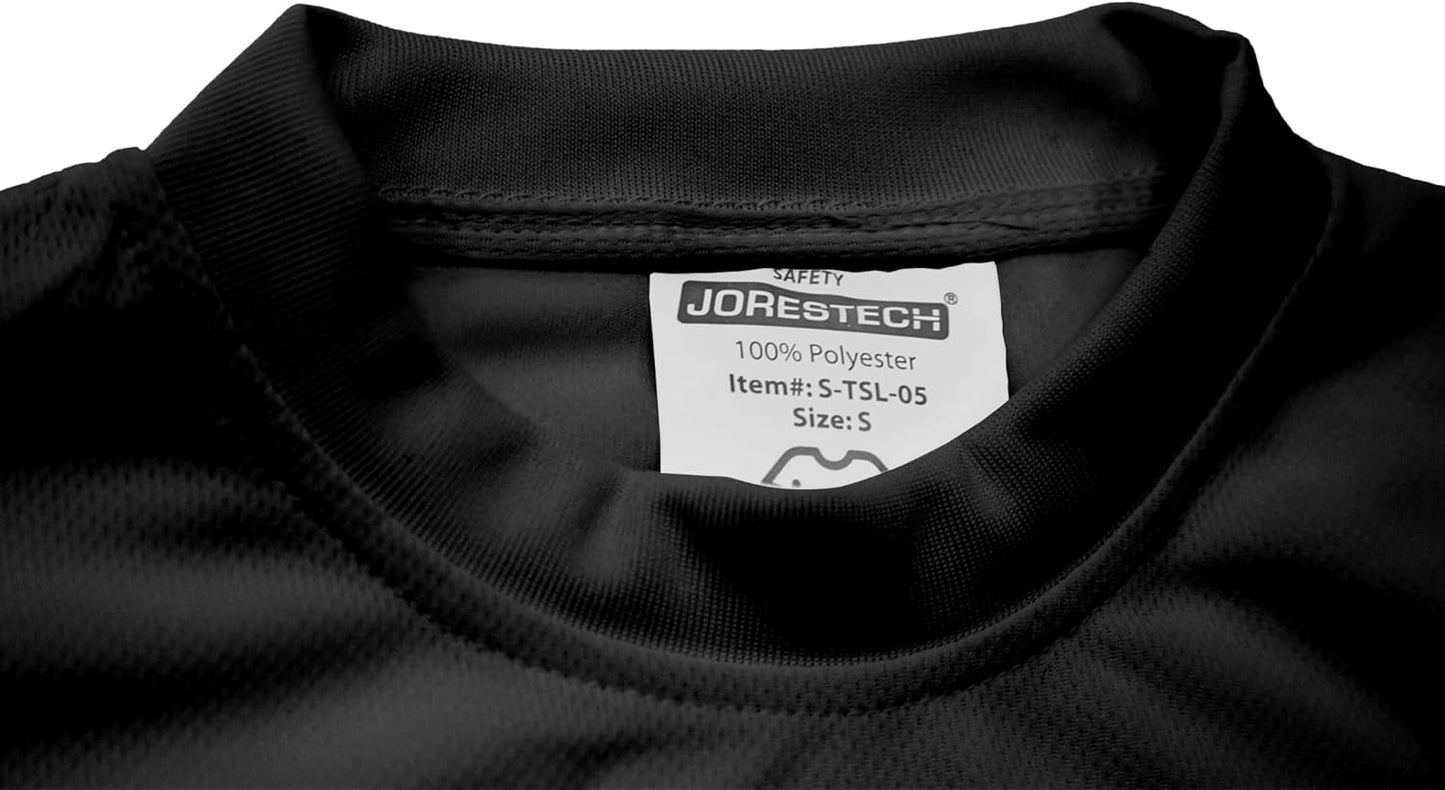 SAFETY
JORESTECH®
100% Polyester
Item#: S-TSL-05
Size: S